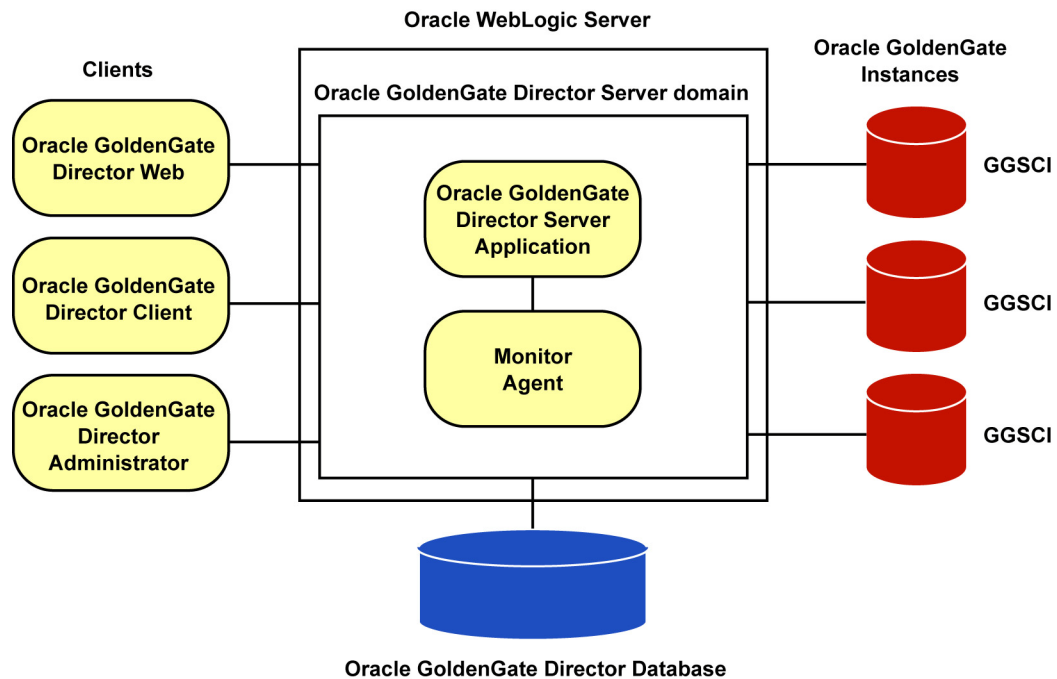 Oracle WebLogic Server
Clients
Oracle GoldenGate
Instances
Oracle GoldenGate Director Server domain
Oracle GoldenGate
Director Web
Oracle GoldenGate
Director Client
Oracle GoldenGate
Director
Administrator
Oracle GoldenGate
Director Server
Application
Monitor
Agent
GGSCI
GGSCI
GGSCI
Oracle GoldenGate Director Database